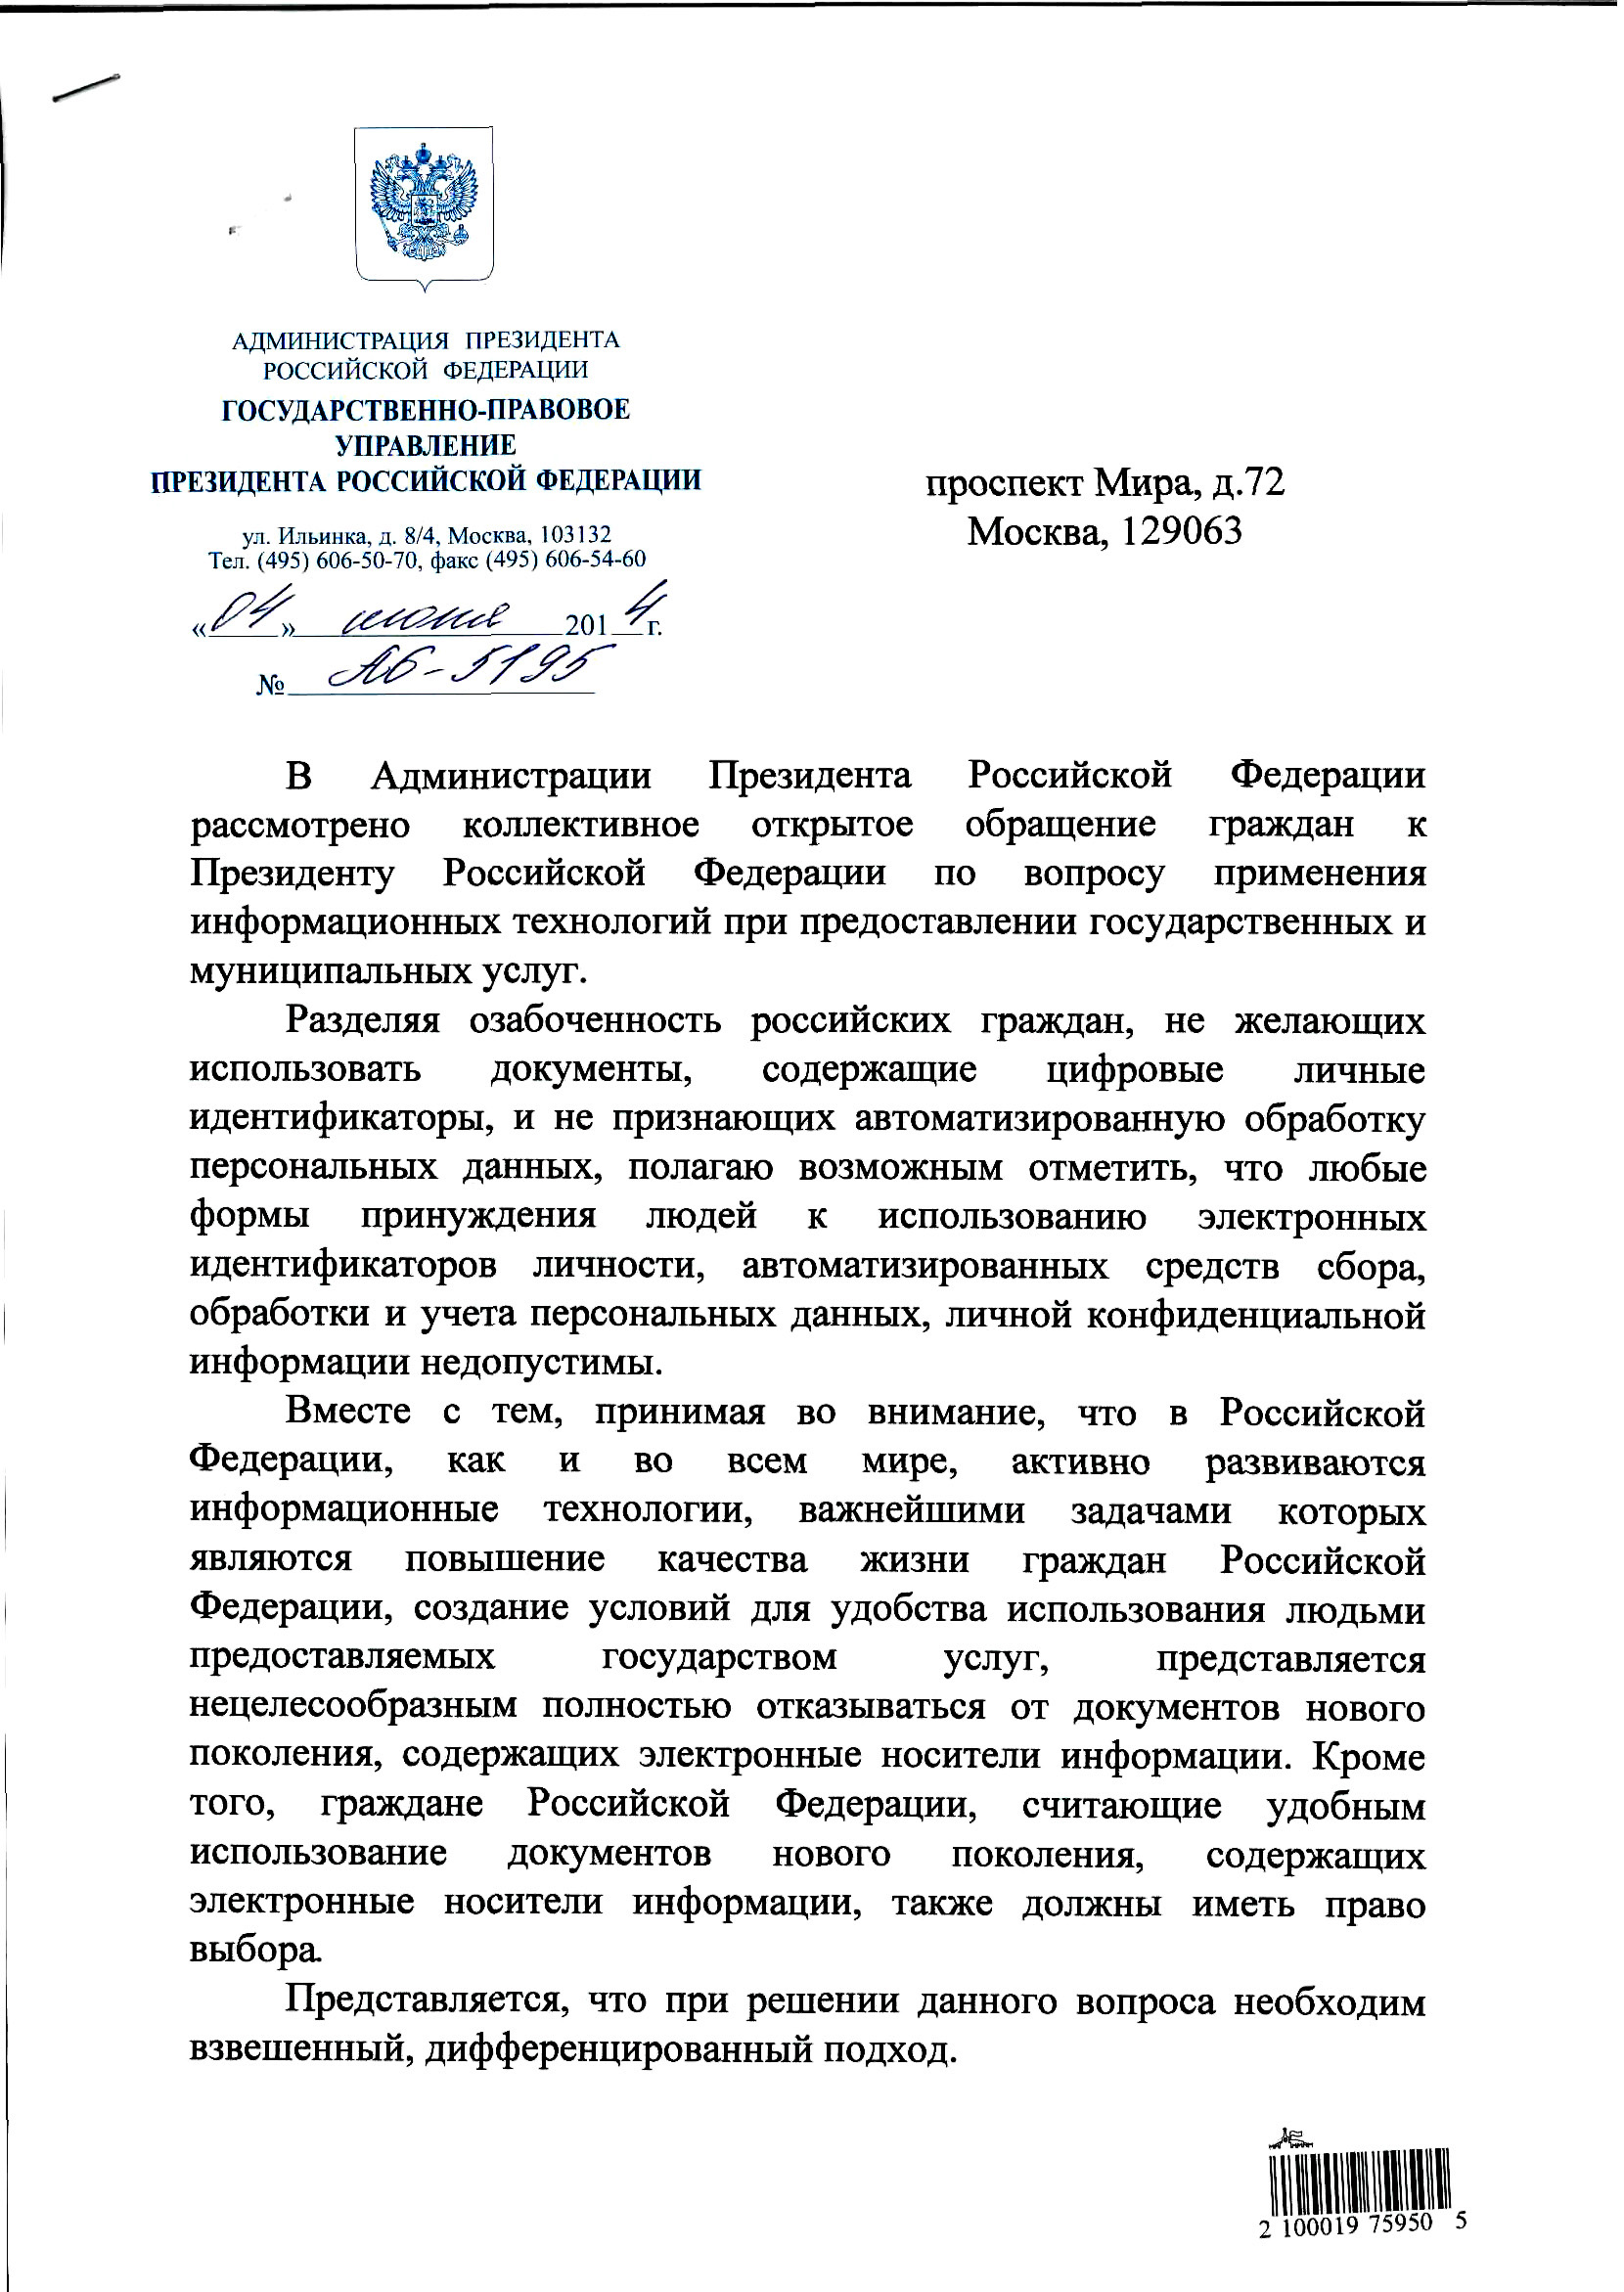 АДМИНИСТРАЦИЯ ПРЕЗИДЕНТА
РОССИЙСКОЙ ФЕДЕРАЦИИ
ГОСУДАРСТВЕННО-ПРАВОВОЕ
УПРАВЛЕНИЕ
ПРЕЗИДЕНТА РОССИЙСКОЙ ФЕДЕРАЦИИ
ул. Ильинка, д. 8/4, Москва, 103132
Тел. (495) 606-50-70, факс (495) 606-54-60
«04» июня 2014 г.
№ А6-5195
проспект Мира, д.72
Москва, 129063
В Администрации Президента Российской Федерации
рассмотрено коллективное открытое обращение граждан к
Президенту Российской Федерации по вопросу применения
информационных технологий при предоставлении государственных и
муниципальных услуг.
Разделяя озабоченность российских граждан, не желающих
использовать документы, содержащие цифровые личные
идентификаторы, и не признающих автоматизированную обработку
персональных данных, полагаю возможным отметить, что любые
формы принуждения людей к использованию электронных
идентификаторов личности, автоматизированных средств сбора,
обработки и учета персональных данных, личной конфиденциальной
информации недопустимы.
Вместе с тем, принимая во внимание, что в Российской
Федерации, как и во всем мире, активно развиваются
информационные технологии, важнейшими задачами которых
являются повышение качества жизни граждан Российской
Федерации, создание условий для удобства использования людьми
предоставляемых государством услуг, представляется
нецелесообразным полностью отказываться от документов нового
поколения, содержащих электронные носители информации. Кроме
того, граждане Российской Федерации, считающие удобным
использование документов нового поколения, содержащих
электронные носители информации, также должны иметь право
выбора.
Представляется, что при решении данного вопроса необходим
взвешенный, дифференцированный подход.
2 100019 75950 5